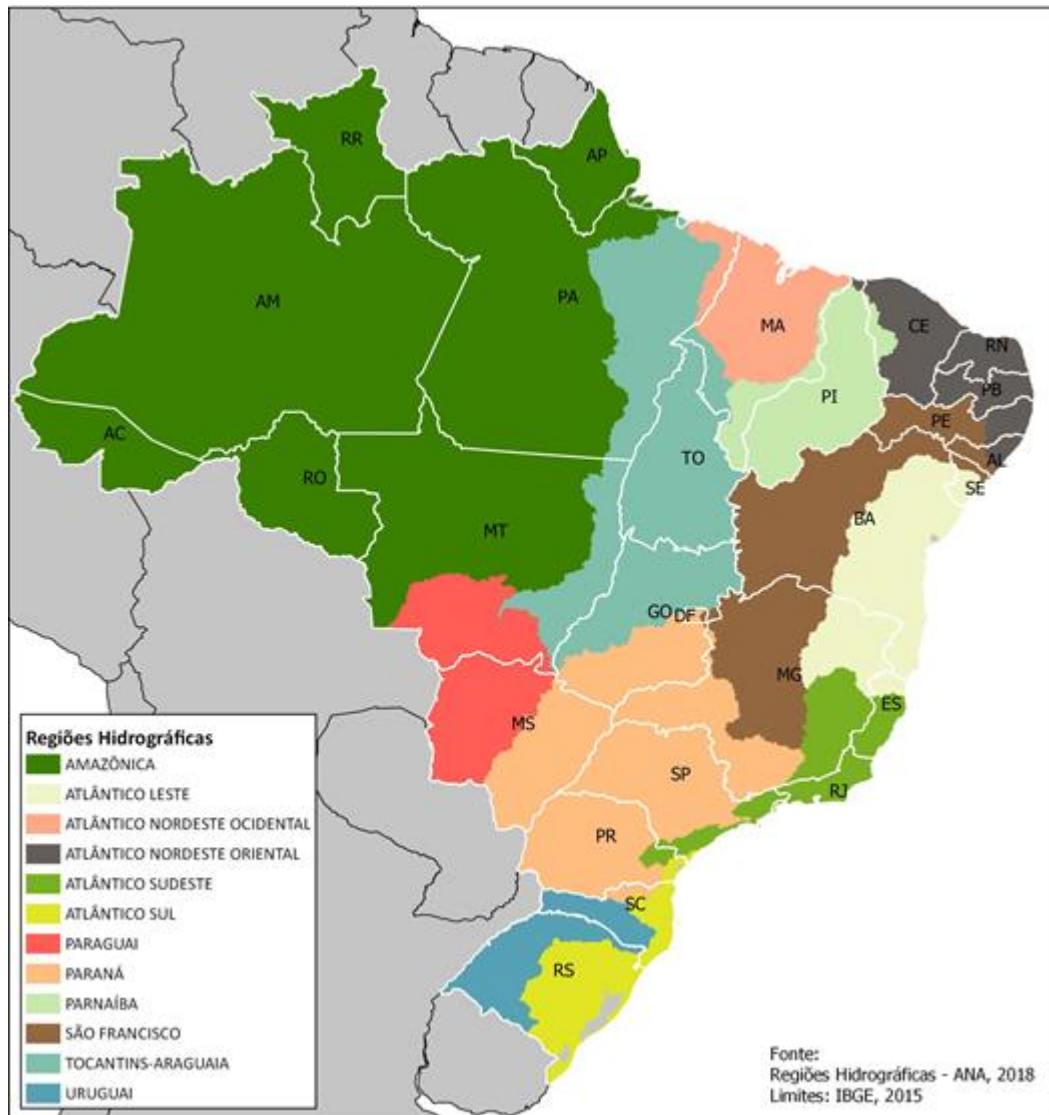 RR
AP
AM
PA
MA
CE
RN
PB
PI
PE
AC
AL
TO
RO
SE
BA
MT
GO
DF
MG
ES
MS
SP
RJ
PR
SC
RS
Regiões Hidrográficas
AMAZÔNICA
ATLÂNTICO LESTE
ATLÂNTICO NORDESTE OCIDENTAL
ATLÂNTICO NORDESTE ORIENTAL
ATLÂNTICO SUDESTE
ATLÂNTICO SUL
PARAGUAI
PARANÁ
PARNAÍBA
SÃO FRANCISCO
TOCANTINS-ARAGUAIA
URUGUAI
Fonte:
Regiões Hidrográficas - ANA, 2018
Limites: IBGE, 2015